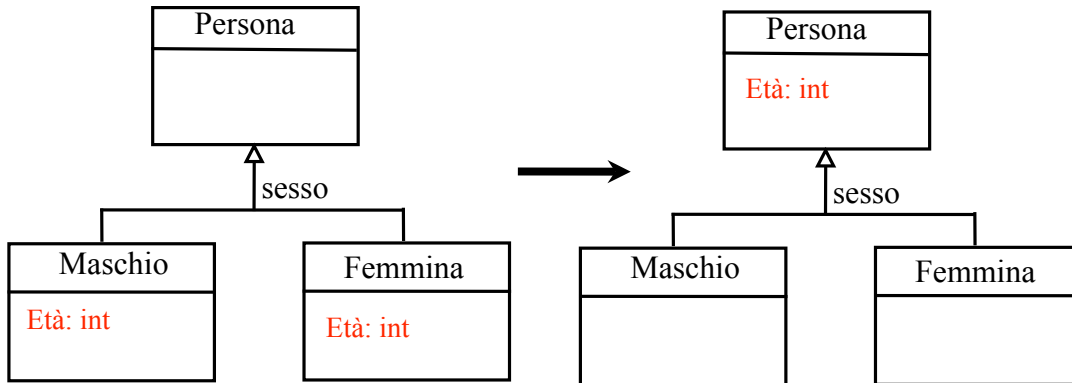 Persona
sesso
Maschio
Età: int
Femmina
Età: int
Persona
Età: int
sesso
Maschio
Femmina